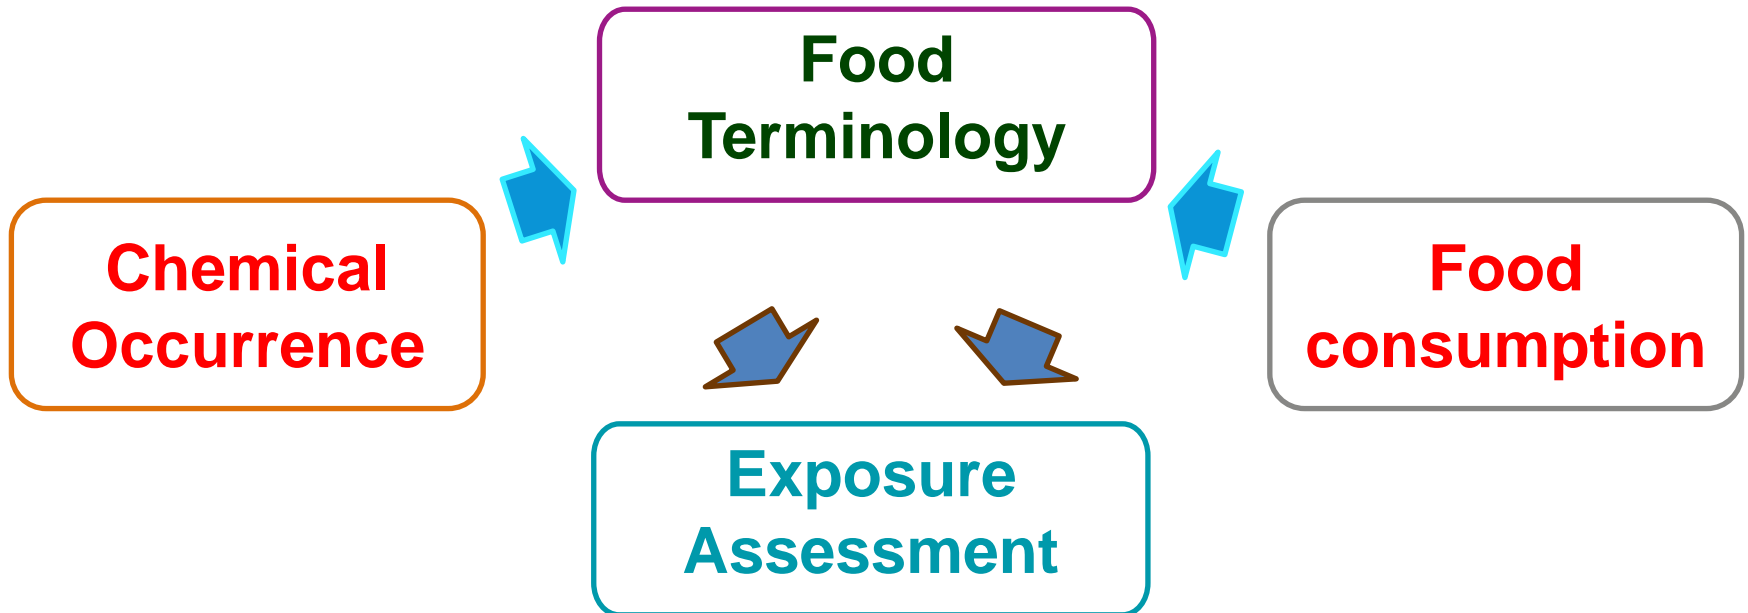 Food
Terminology
Chemical
Occurrence
Food
consumption
Exposure
Assessment